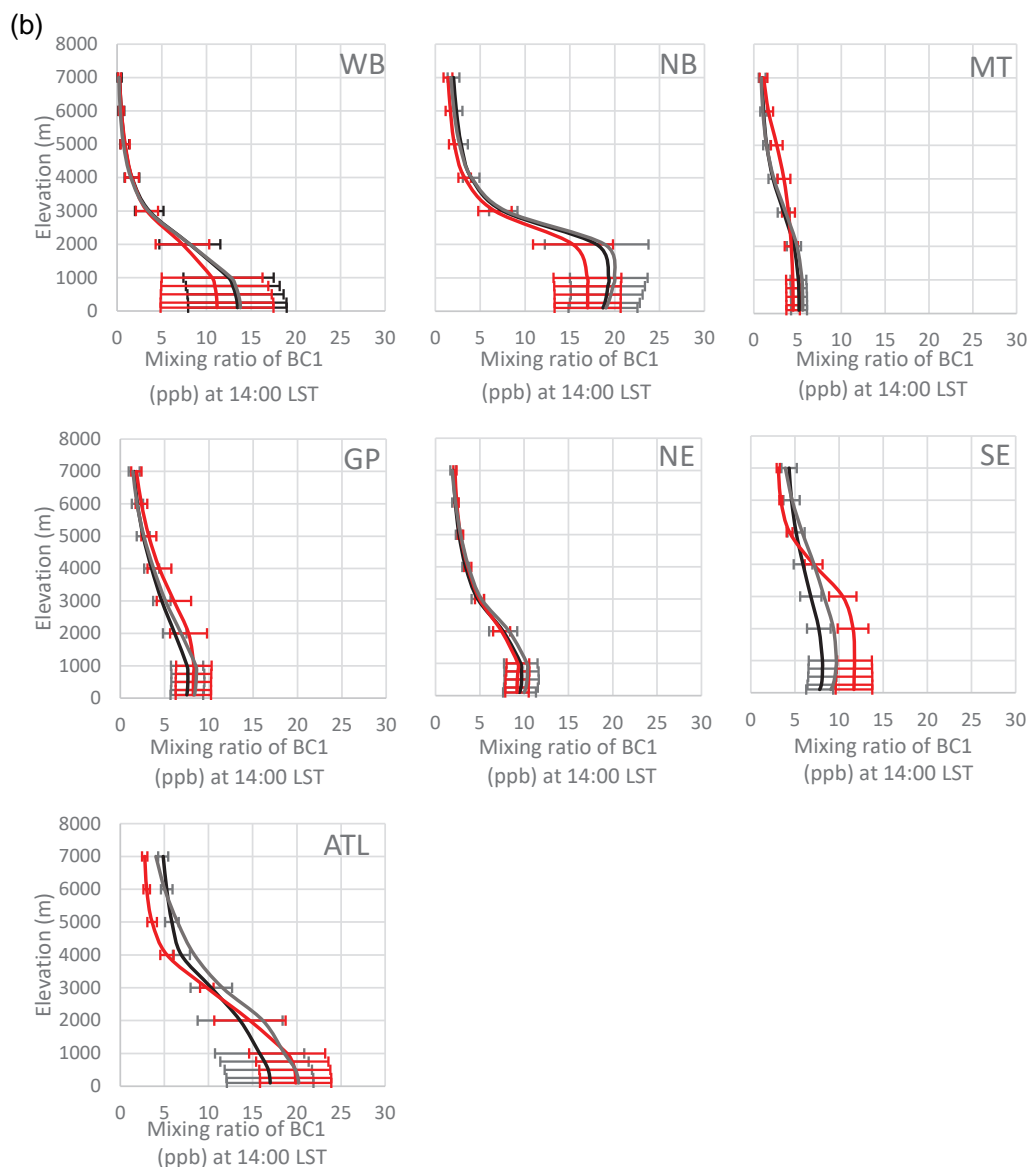 (b)
WB
8000
7000
6000
5000
4000
3000
2000
1000
0
Elevation (m)
0 5 10 15 20 25 30
Mixing ratio of BC1
(ppb) at 14:00 LST
NB
0 5 10 15 20 25 30
Mixing ratio of BC1
(ppb) at 14:00 LST
MT
0 5 10 15 20 25 30
Mixing ratio of BC1
(ppb) at 14:00 LST
GP
8000
7000
6000
5000
4000
3000
2000
1000
0
Elevation (m)
0 5 10 15 20 25 30
Mixing ratio of BC1
(ppb) at 14:00 LST
NE
0 5 10 15 20 25 30
Mixing ratio of BC1
(ppb) at 14:00 LST
SE
0 5 10 15 20 25 30
Mixing ratio of BC1
(ppb) at 14:00 LST
ATL
8000
7000
6000
5000
4000
3000
2000
1000
0
Elevation (m)
0 5 10 15 20 25 30
Mixing ratio of BC1
(ppb) at 14:00 LST